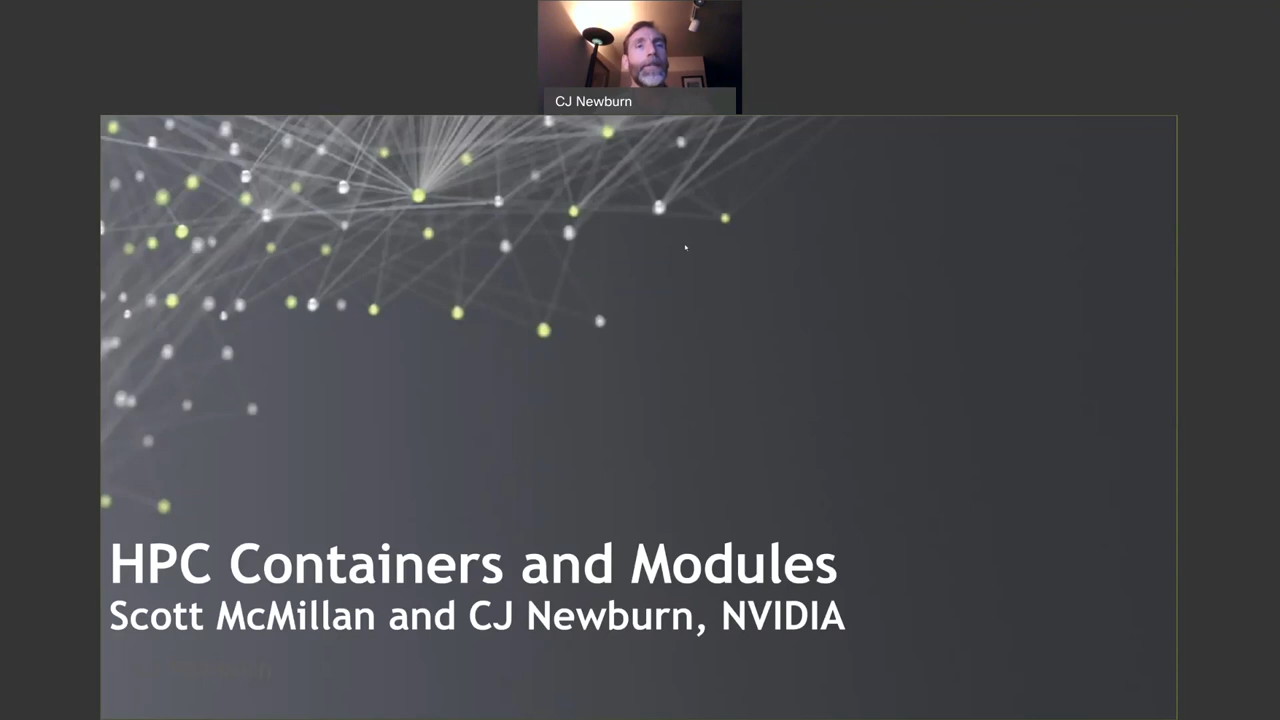 CJ Newburn
HPC Containers and Modules
Scott McMillan and CJ Newburn, NVIDIA